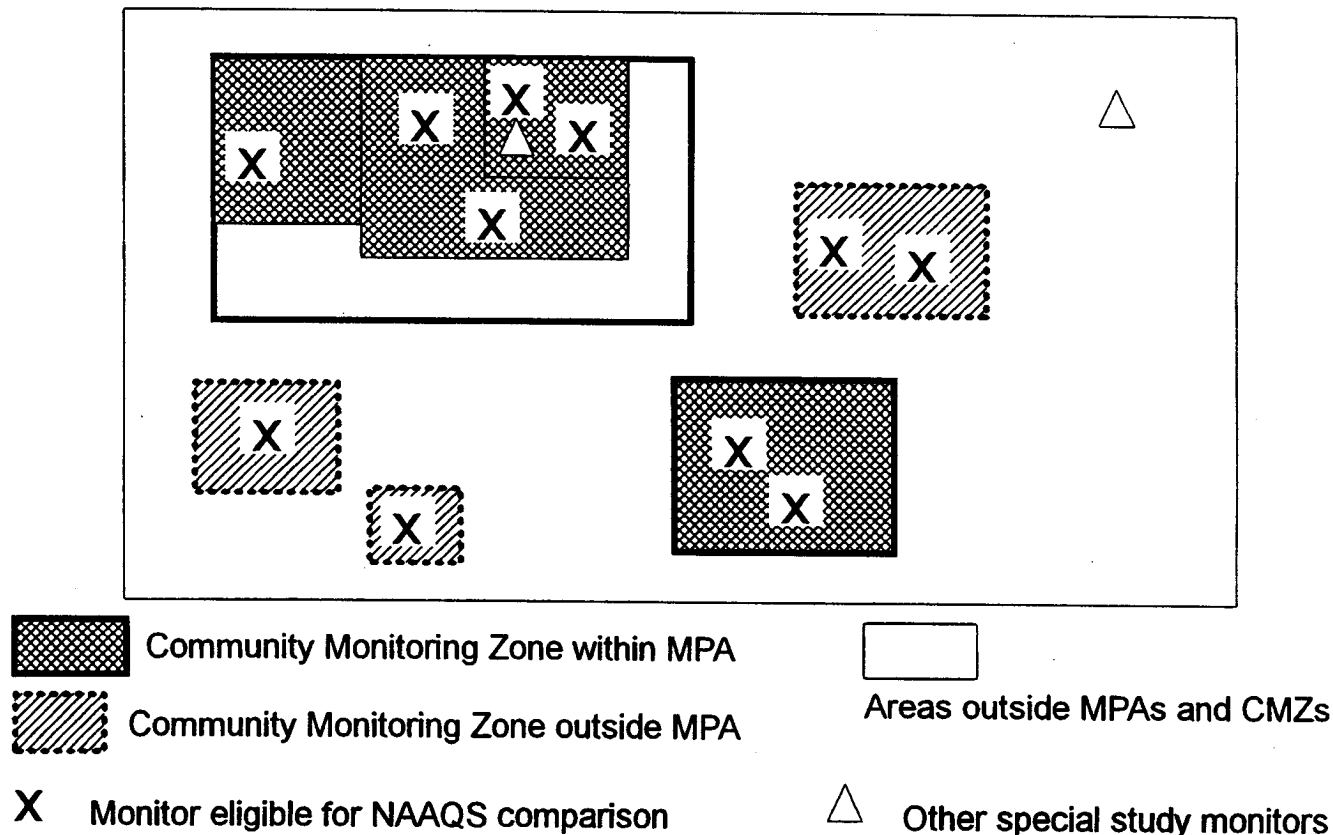 X
X
X
X
X
X
X
X
X
X
X
Community Monitoring Zone within MPA
Community Monitoring Zone outside MPA
Areas outside MPAs and CMZs
X Monitor eligible for NAAQS comparison
Other special study monitors